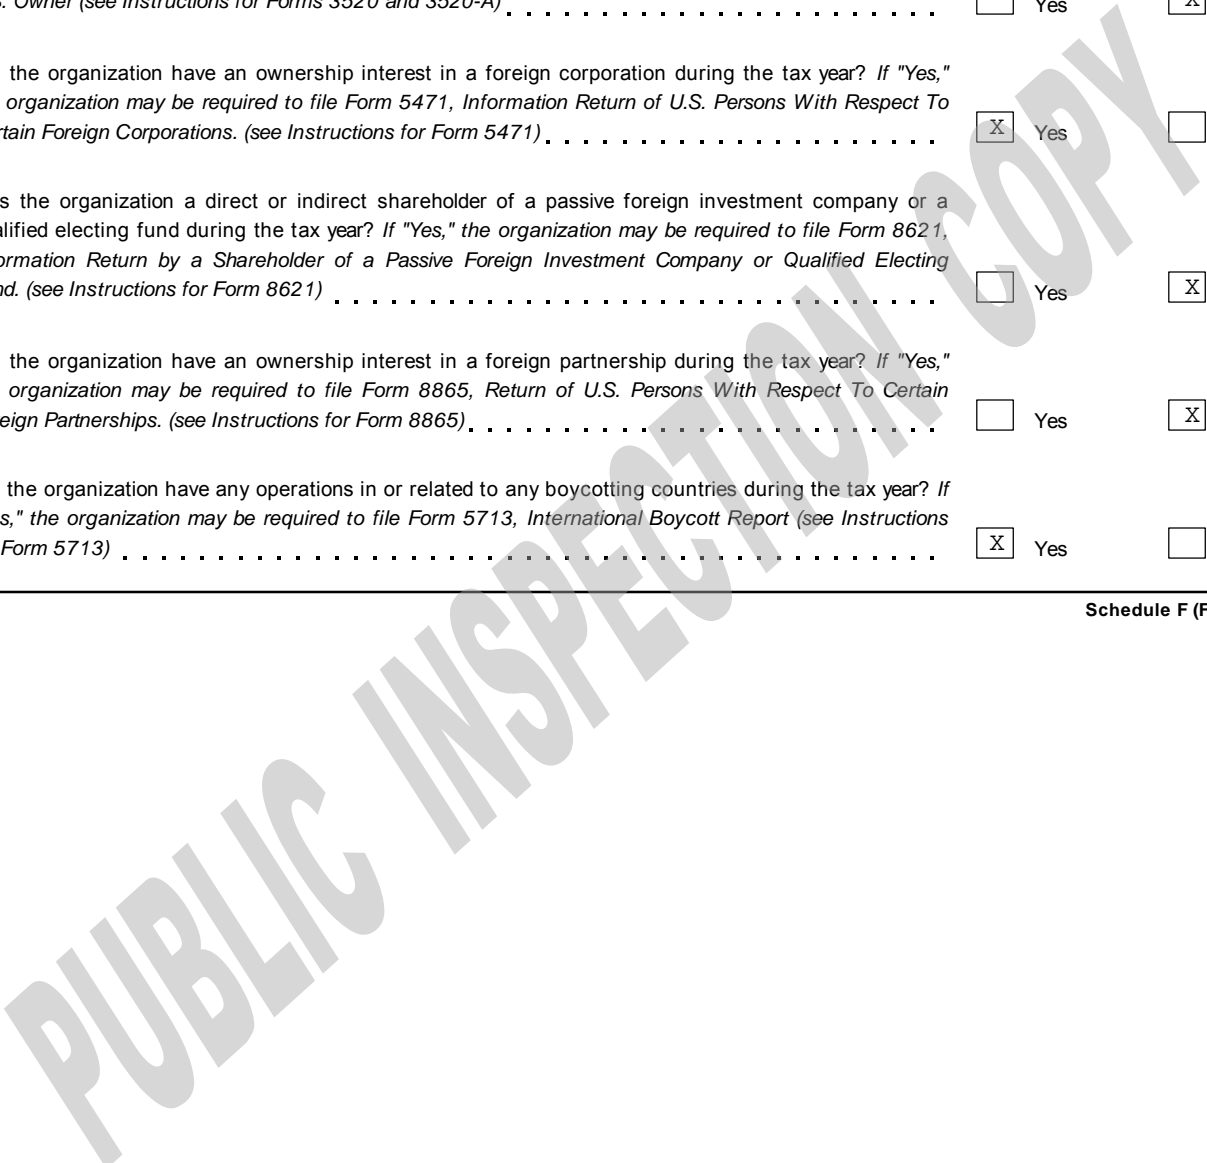 . Owner (see Instructions for Forms 3520 and 3520-A) Yes X
the organization have an ownership interest in a foreign corporation during the tax year? If "Yes,"
organization may be required to file Form 5471, Information Return of U.S. Persons With Respect To
rtain Foreign Corporations. (see Instructions for Form 5471) X Yes
s the organization a direct or indirect shareholder of a passive foreign investment company or a
alified electing fund during the tax year? If "Yes," the organization may be required to file Form 8621,
ormation Return by a Shareholder of a Passive Foreign Investment Company or Qualified Electing
nd. (see Instructions for Form 8621) Yes X
the organization have an ownership interest in a foreign partnership during the tax year? If "Yes,"
organization may be required to file Form 8865, Return of U.S. Persons With Respect To Certain
eign Partnerships. (see Instructions for Form 8865) Yes X
the organization have any operations in or related to any boycotting countries during the tax year? If
s," the organization may be required to file Form 5713, International Boycott Report (see Instructions
Form 5713) X Yes
Schedule F (F
PUBLIC INSPECTION COPY